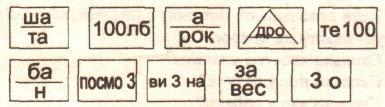 ша
та
100лб
а
рок
дро
те100
ба
н
посмо 3
ви 3 на
за
вес
3 о